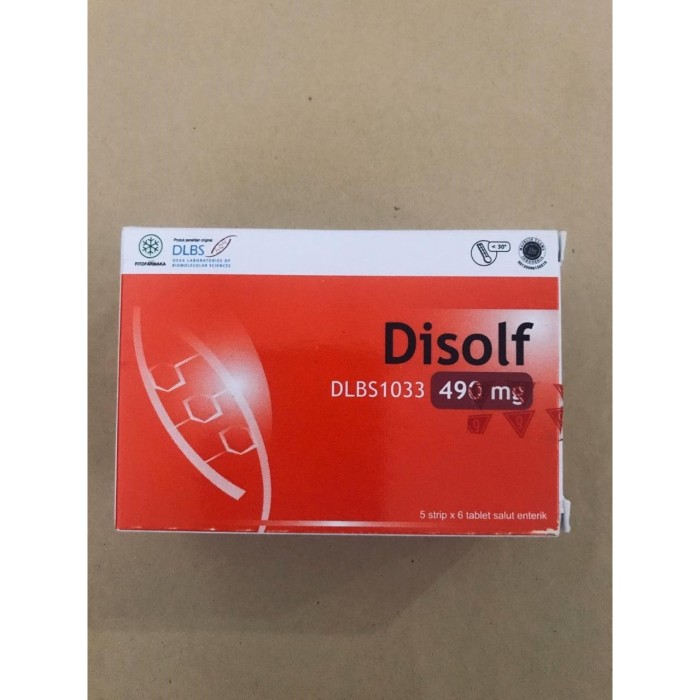 Produk penelitian original
DLBS
DEXA LABORATORIES OF
BIOMOLECULAR SCIENCES
FITOFARMAKA
< 30°
Disolf
DLBS1033 490 mg
5 strip x 6 tablet salut enterik